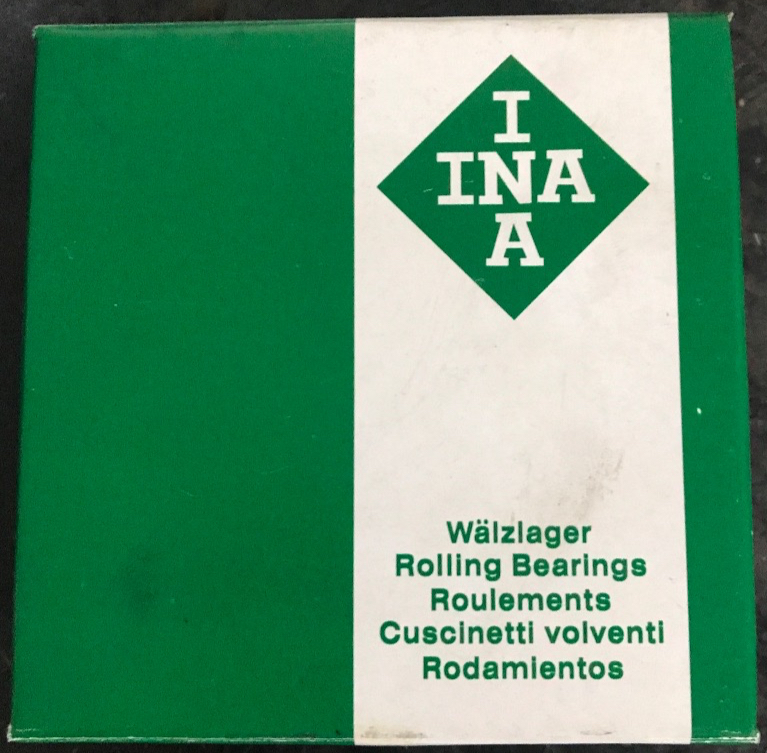 I
INA
A
Wälzlager
Rolling Bearings
Roulements
Cuscinetti volventi
Rodamientos